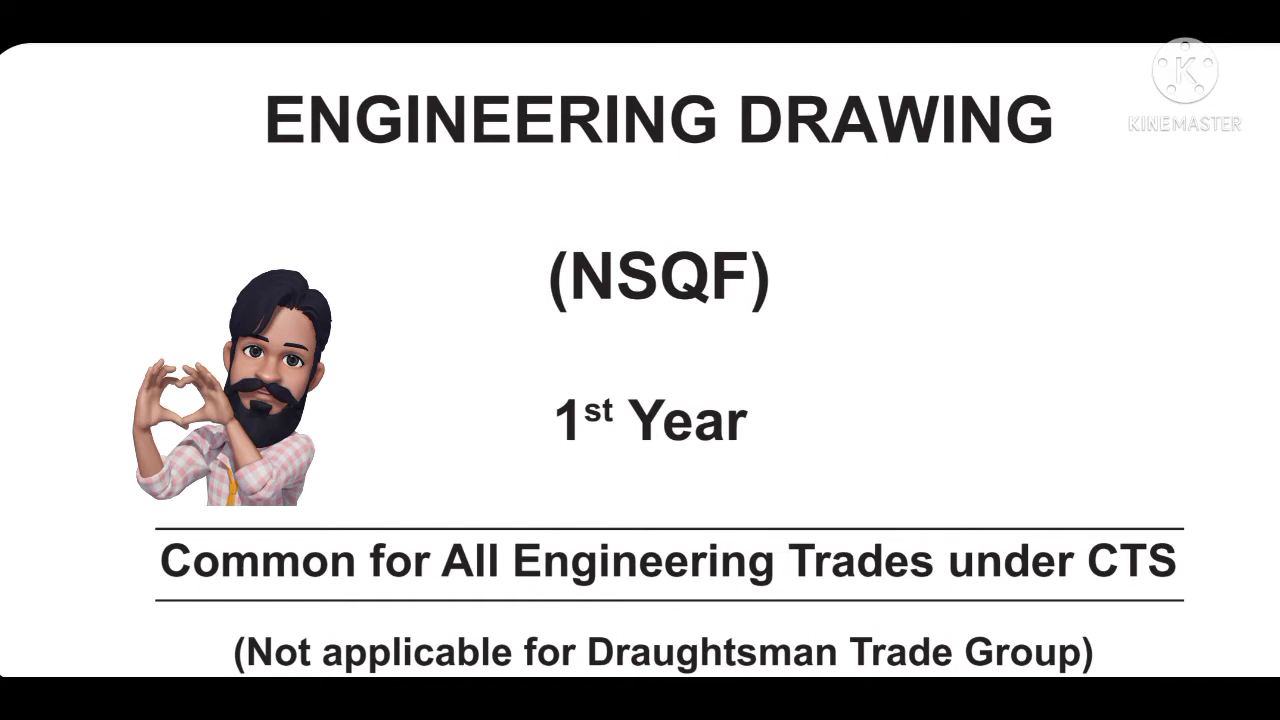 ENGINEERING DRAWING
K
KINEMASTER
(NSQF)
1st Year
Common for All Engineering Trades under CTS
(Not applicable for Draughtsman Trade Group)